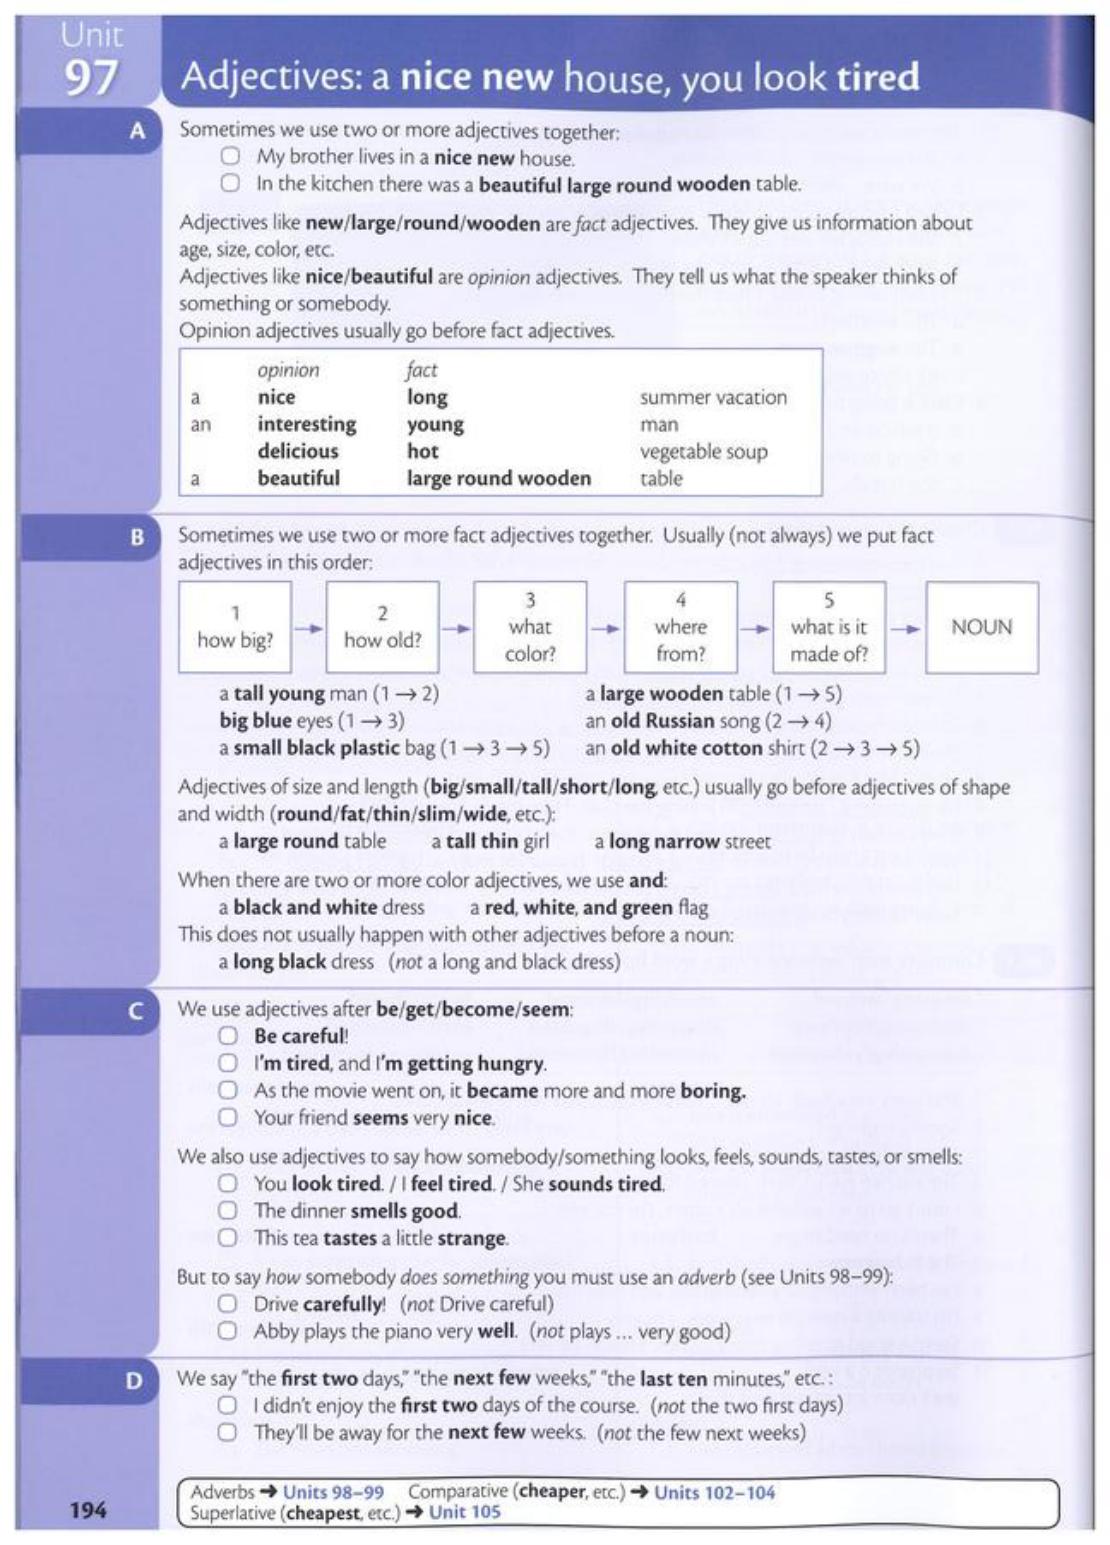 Unit
97
Adjectives: a nice new house, you look tired
A
Sometimes we use two or more adjectives together:
My brother lives in a nice new house.
In the kitchen there was a beautiful large round wooden table.
Adjectives like new/large/round/wooden are fact adjectives. They give us information about
age, size, color, etc.
Adjectives like nice/beautiful are opinion adjectives. They tell us what the speaker thinks of
something or somebody.
Opinion adjectives usually go before fact adjectives.
opinion fact
a nice long summer vacation
an interesting young man
delicious hot vegetable soup
a beautiful large round wooden table
B
Sometimes we use two or more fact adjectives together. Usually (not always) we put fact
adjectives in this order:
1
how big?
2
how old?
3
what
color?
4
where
from?
5
what is it
made of?
NOUN
a tall young man (1 → 2)
big blue eyes (1 → 3)
a small black plastic bag (1 → 3 → 5)
a large wooden table (1 → 5)
an old Russian song (2 → 4)
an old white cotton shirt (2 → 3 → 5)
Adjectives of size and length (big/small/tall/short/long, etc.) usually go before adjectives of shape
and width (round/fat/thin/slim/wide, etc.):
a large round table a tall thin girl a long narrow street
When there are two or more color adjectives, we use and:
a black and white dress a red, white, and green flag
This does not usually happen with other adjectives before a noun:
a long black dress (not a long and black dress)
C
We use adjectives after be/get/become/seem:
Be careful!
I'm tired, and I'm getting hungry.
As the movie went on, it became more and more boring.
Your friend seems very nice.
We also use adjectives to say how somebody/something looks, feels, sounds, tastes, or smells:
You look tired. / I feel tired. / She sounds tired.
The dinner smells good.
This tea tastes a little strange.
But to say how somebody does something you must use an adverb (see Units 98–99):
Drive carefully! (not Drive careful)
Abby plays the piano very well. (not plays ... very good)
D
We say "the first two days," "the next few weeks," "the last ten minutes," etc.:
I didn't enjoy the first two days of the course. (not the two first days)
They'll be away for the next few weeks. (not the few next weeks)
194
Adverbs ➜ Units 98–99 Comparative (cheaper, etc.) ➜ Units 102–104
Superlative (cheapest, etc.) ➜ Unit 105